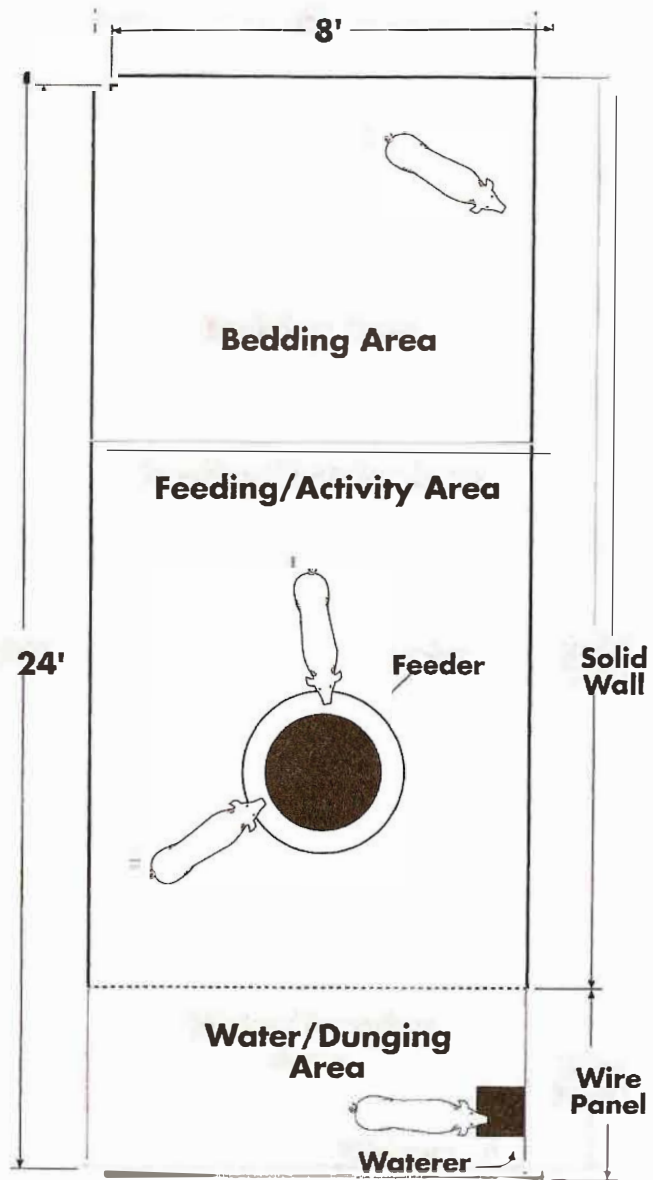 8'
Bedding Area
Feeding/Activity Area
24'
Feeder
Solid
Wall
Water/Dunging
Area
Wire
Panel
Waterer